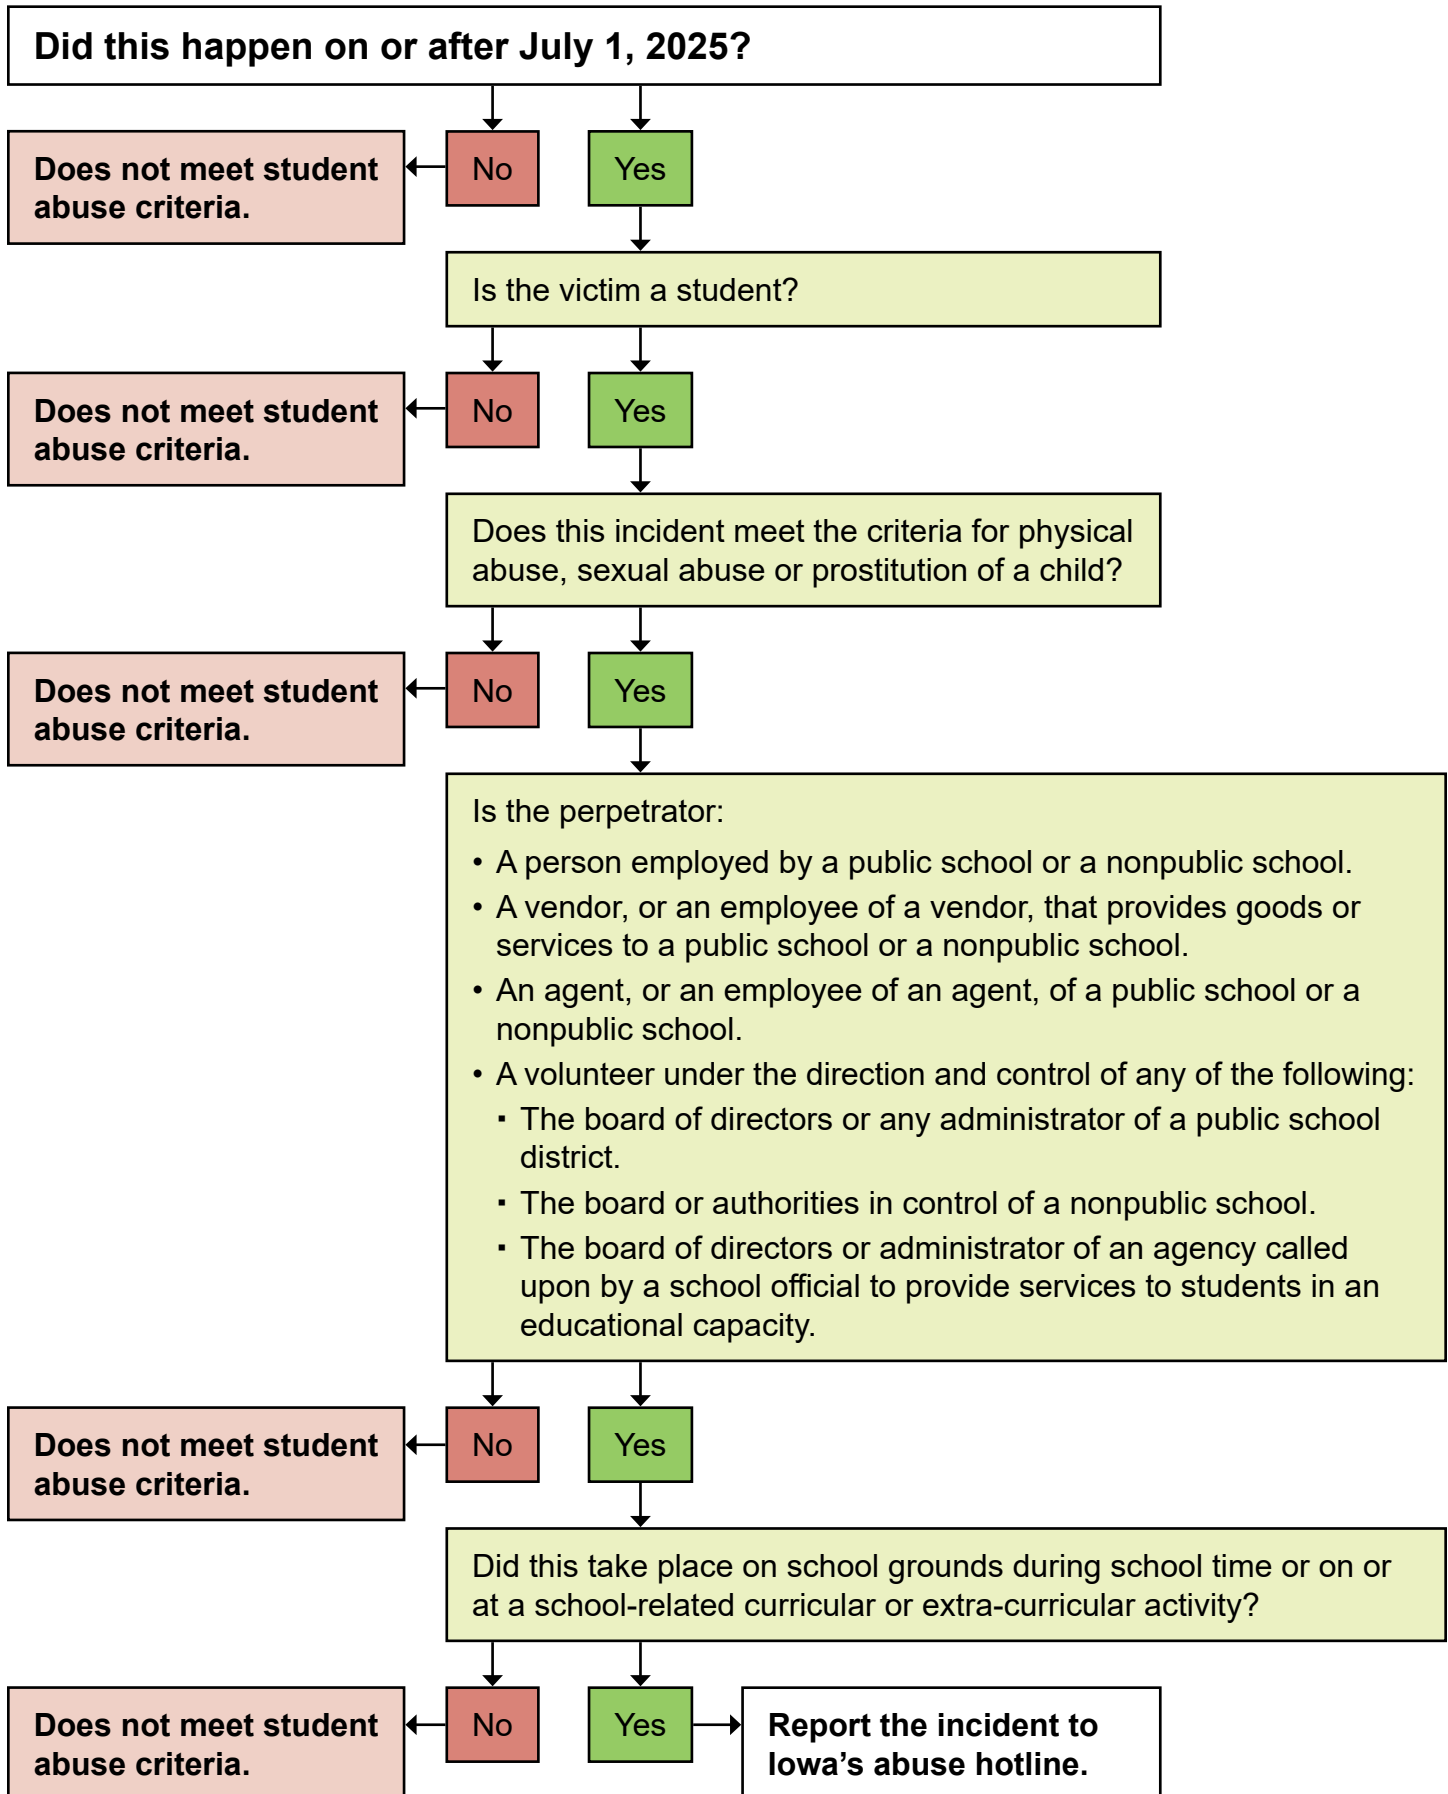 Did this happen on or after July 1, 2025?
Does not meet student
abuse criteria.
No
Yes
Is the victim a student?
Does not meet student
abuse criteria.
No
Yes
Does this incident meet the criteria for physical
abuse, sexual abuse or prostitution of a child?
Does not meet student
abuse criteria.
No
Yes
Is the perpetrator:
• A person employed by a public school or a nonpublic school.
• A vendor, or an employee of a vendor, that provides goods or
services to a public school or a nonpublic school.
• An agent, or an employee of an agent, of a public school or a
nonpublic school.
• A volunteer under the direction and control of any of the following:
▪ The board of directors or any administrator of a public school
district.
▪ The board or authorities in control of a nonpublic school.
▪ The board of directors or administrator of an agency called
upon by a school official to provide services to students in an
educational capacity.
Does not meet student
abuse criteria.
No
Yes
Did this take place on school grounds during school time or on or
at a school-related curricular or extra-curricular activity?
Does not meet student
abuse criteria.
No
Yes
Report the incident to
Iowa’s abuse hotline.